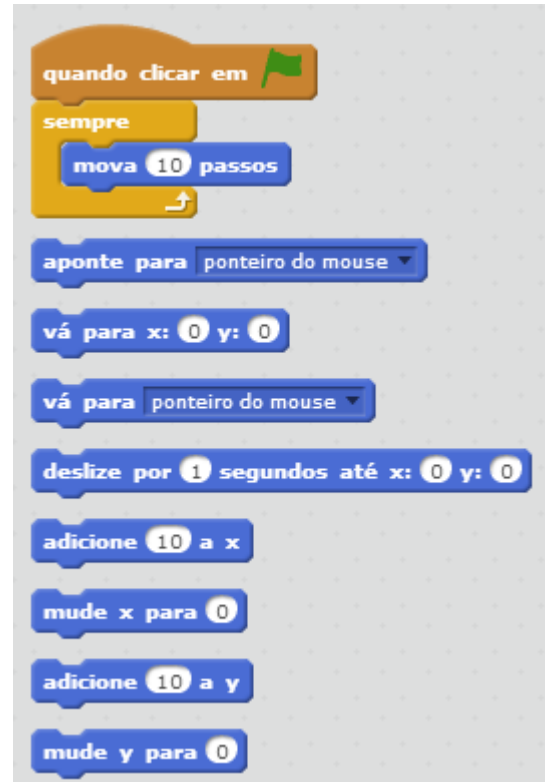 quando clicar em
sempre
mova 10 passos
aponte para ponteiro do mouse
vá para x: 0 y: 0
vá para ponteiro do mouse
deslize por 1 segundos até x: 0 y: 0
adicione 10 a x
mude x para 0
adicione 10 a y
mude y para 0